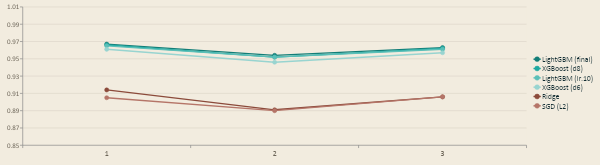 1.01
0.99
0.97
0.95
0.93
0.91
0.89
0.87
0.85
1
2
3
LightGBM (final)
XGBoost (d8)
LightGBM (lr.10)
XGBoost (d6)
Ridge
SGD (L2)